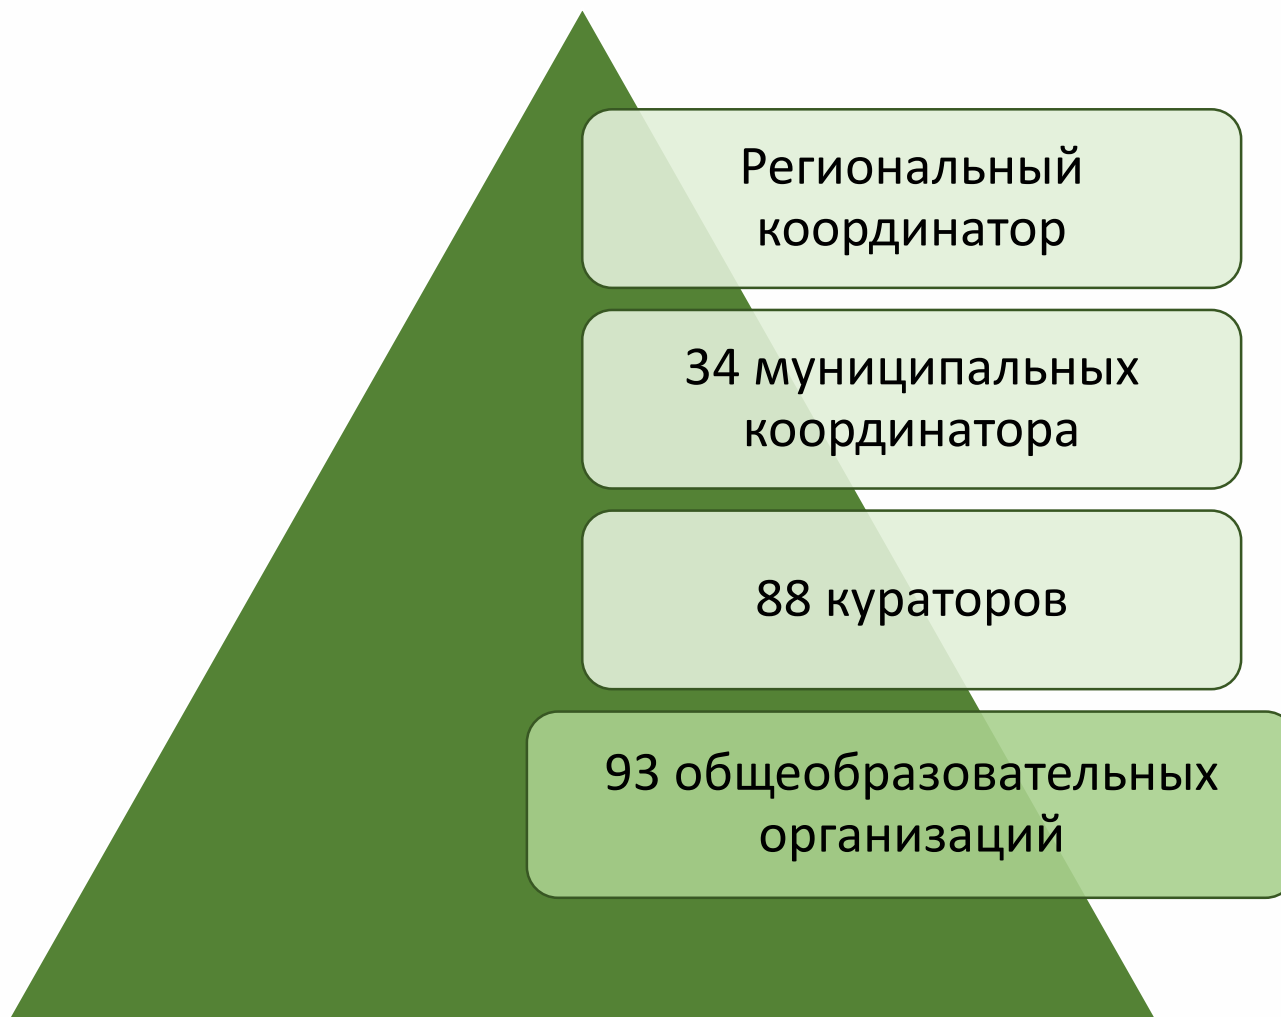 Региональный
координатор
34 муниципальных
координатора
88 кураторов
93 общеобразовательных
организаций